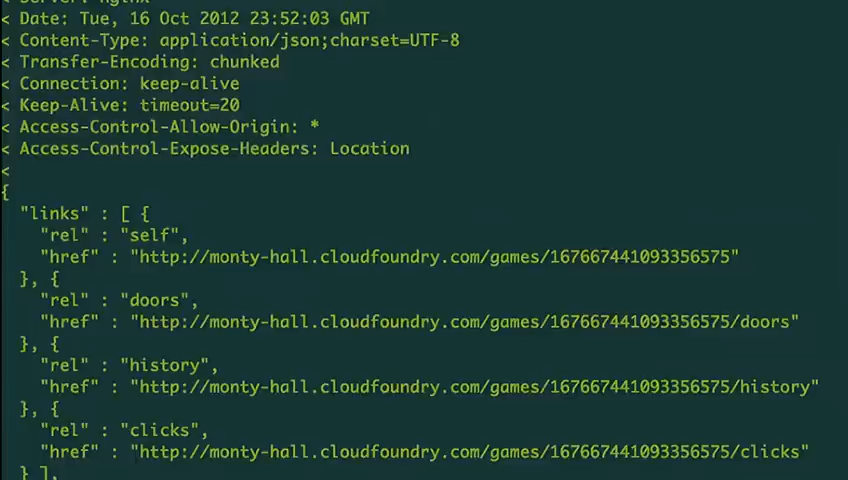 < Server: nginx
< Date: Tue, 16 Oct 2012 23:52:03 GMT
< Content-Type: application/json;charset=UTF-8
< Transfer-Encoding: chunked
< Connection: keep-alive
< Keep-Alive: timeout=20
< Access-Control-Allow-Origin: *
< Access-Control-Expose-Headers: Location
<
{
  "links" : [ {
    "rel" : "self",
    "href" : "http://monty-hall.cloudfoundry.com/games/167667441093356575"
  }, {
    "rel" : "doors",
    "href" : "http://monty-hall.cloudfoundry.com/games/167667441093356575/doors"
  }, {
    "rel" : "history",
    "href" : "http://monty-hall.cloudfoundry.com/games/167667441093356575/history"
  }, {
    "rel" : "clicks",
    "href" : "http://monty-hall.cloudfoundry.com/games/167667441093356575/clicks"
  } ],